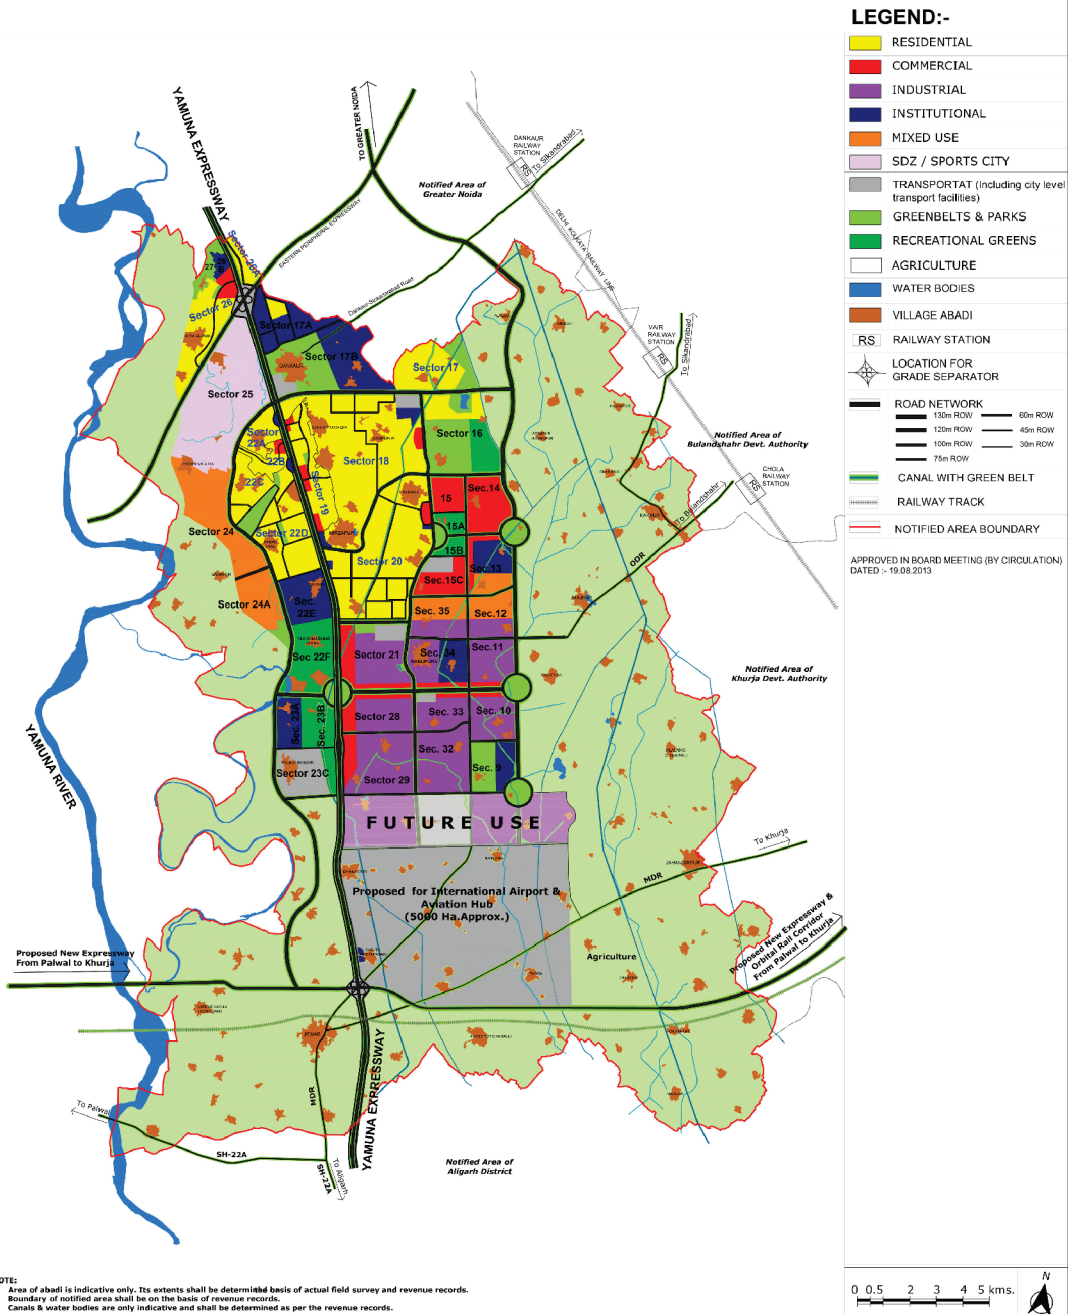 LEGEND:-
RESIDENTIAL
COMMERCIAL
INDUSTRIAL
INSTITUTIONAL
MIXED USE
SDZ / SPORTS CITY
TRANSPORTAT (Including city level
transport facilities)
GREENBELTS & PARKS
RECREATIONAL GREENS
AGRICULTURE
WATER BODIES
VILLAGE ABADI
RS RAILWAY STATION
LOCATION FOR
GRADE SEPARATOR
ROAD NETWORK
130m ROW 60m ROW
120m ROW 45m ROW
100m ROW 30m ROW
75m ROW
CANAL WITH GREEN BELT
RAILWAY TRACK
NOTIFIED AREA BOUNDARY
APPROVED IN BOARD MEETING (BY CIRCULATION)
DATED :- 19.08.2013
YAMUNA EXPRESSWAY
TO GREATER NOIDA
DANKAUR
RAILWAY
STATION
RS
To Sikandrabad
Notified Area of
Greater Noida
EASTERN PERIPHERAL EXPRESSWAY
DELHI KOLKATA RAILWAY LINE
Dankaur-Sikandrabad Road
VAIR
RAILWAY
STATION
RS
To Sikandrabad
Sector 26A
27
26
B
Sector 26
Sector 17A
Sector 17B
DANKAUR
Sector 17
Sector 25
Sector
22A
22B
22C
Sector 18
Sector 19
Sector 16
Notified Area of
Bulandshahr Devt. Authority
CHOLA
RAILWAY
STATION
RS
To Bulandshahr
ODR
Sector 24
Sector 22D
MIRZAPUR
Sector 20
15
Sec.14
15A
15B
Sec.13
Sec.15C
Sector 24A
Sec.
22E
Sec. 35
Sec.12
Sec 22F
Sector 21
Sec. 34
Sec.11
Notified Area of
Khurja Devt. Authority
Sec. 23A
Sec. 23B
Sector 28
Sec. 33
Sec. 10
Sec. 32
Sec. 9
Sector 23C
Sector 29
YAMUNA RIVER
FUTURE USE
To Khurja
MDR
JAHANGIRPUR
Proposed for International Airport &
Aviation Hub
(5000 Ha.Approx.)
Agriculture
Proposed New Expressway &
Orbital Rail Corridor
From Palwal to Khurja
Proposed New Expressway
From Palwal to Khurja
JEWAR
YAMUNA EXPRESSWAY
MDR
To Palwal
SH-22A
SH-22A
To Aligarh
Notified Area of
Aligarh District
OTE:
Area of abadi is indicative only. Its extents shall be determined basis of actual field survey and revenue records.
Boundary of notified area shall be on the basis of revenue records.
Canals & water bodies are only indicative and shall be determined as per the revenue records.
0 0.5 2 3 4 5 kms.
N